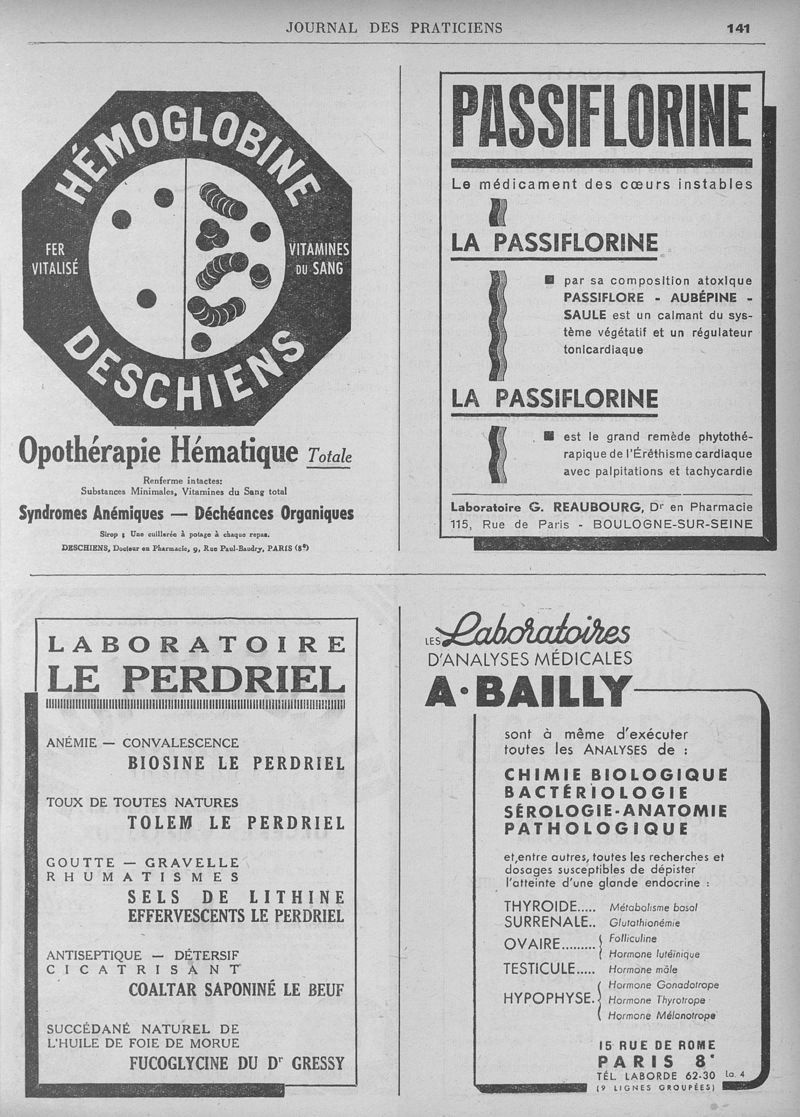 JOURNAL DES PRATICIENS
141
HÉMOGLOBINE
FER
VITALISÉ
VITAMINES
DU SANG
DESCHIENS
Opothérapie Hématique Totale
Renferme intactes:
Substances Minimales, Vitamines du Sang total
Syndromes Anémiques — Déchéances Organiques
Sirop : Une cuillerée à potage à chaque repas.
DESCHIENS, Docteur en Pharmacie, 9, Rue Paul-Baudry, PARIS (8e)
PASSIFLORINE
Le médicament des cœurs instables
LA PASSIFLORINE
par sa composition atoxique
PASSIFLORE - AUBÉPINE -
SAULE est un calmant du sys-
tème végétatif et un régulateur
tonicardiaque
LA PASSIFLORINE
est le grand remède phytothé-
rapique de l'Éréthisme cardiaque
avec palpitations et tachycardie
Laboratoire G. REAUBOURG, Dr en Pharmacie
115, Rue de Paris - BOULOGNE-SUR-SEINE
LABORATOIRE
LE PERDRIEL
ANÉMIE — CONVALESCENCE
BIOSINE LE PERDRIEL
TOUX DE TOUTES NATURES
TOLEM LE PERDRIEL
GOUTTE — GRAVELLE
RHUMATISMES
SELS DE LITHINE
EFFERVESCENTS LE PERDRIEL
ANTISEPTIQUE — DÉTERSIF
CICATRISANT
COALTAR SAPONINÉ LE BEUF
SUCCÉDANÉ NATUREL DE
L'HUILE DE FOIE DE MORUE
FUCOGLYCINE DU Dr GRESSY
LES Laboratoires
D'ANALYSES MÉDICALES
A. BAILLY
sont à même d'exécuter
toutes les ANALYSES de :
CHIMIE BIOLOGIQUE
BACTÉRIOLOGIE
SÉROLOGIE-ANATOMIE
PATHOLOGIQUE
et, entre autres, toutes les recherches et
dosages susceptibles de dépister
l'atteinte d'une glande endocrine :
THYROIDE..... Métabolisme basal
SURRENALE.. Glutathionémie
OVAIRE......... { Folliculine
Hormone lutéinique
TESTICULE..... Hormone mâle
HYPOPHYSE. { Hormone Gonadotrope
Hormone Thyrotrope
Hormone Mélanotrope
15 RUE DE ROME
PARIS 8e
TÉL. LABORDE 62-30 La. 4
(9 LIGNES GROUPÉES)